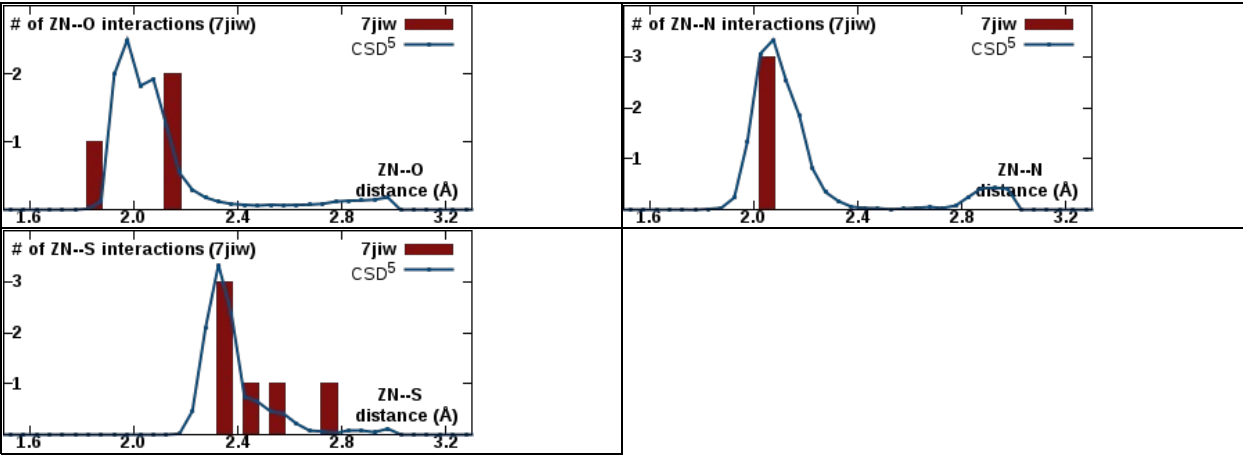 # of ZN--O interactions (7jiw)
7jiw
CSD5
2
1
ZN--O
distance (Å)
1.6 2.0 2.4 2.8 3.2
# of ZN--N interactions (7jiw)
7jiw
CSD5
3
2
1
ZN--N
distance (Å)
1.6 2.0 2.4 2.8 3.2
# of ZN--S interactions (7jiw)
7jiw
CSD5
3
2
1
ZN--S
distance (Å)
1.6 2.0 2.4 2.8 3.2